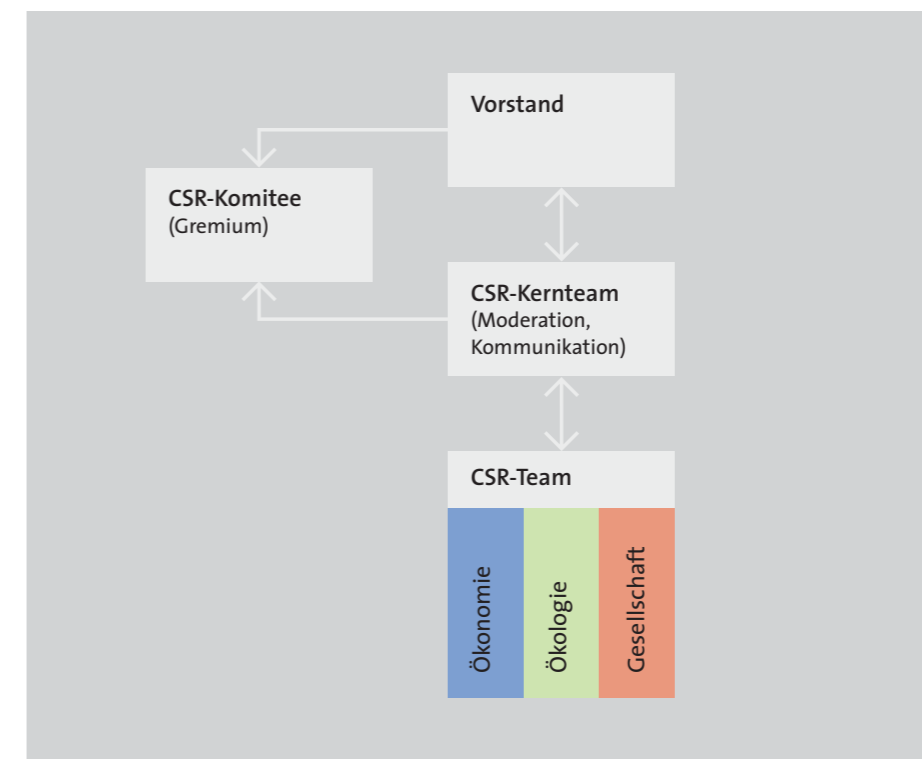 Vorstand
CSR-Komitee
(Gremium)
CSR-Kernteam
(Moderation,
Kommunikation)
CSR-Team
Ökonomie
Ökologie
Gesellschaft